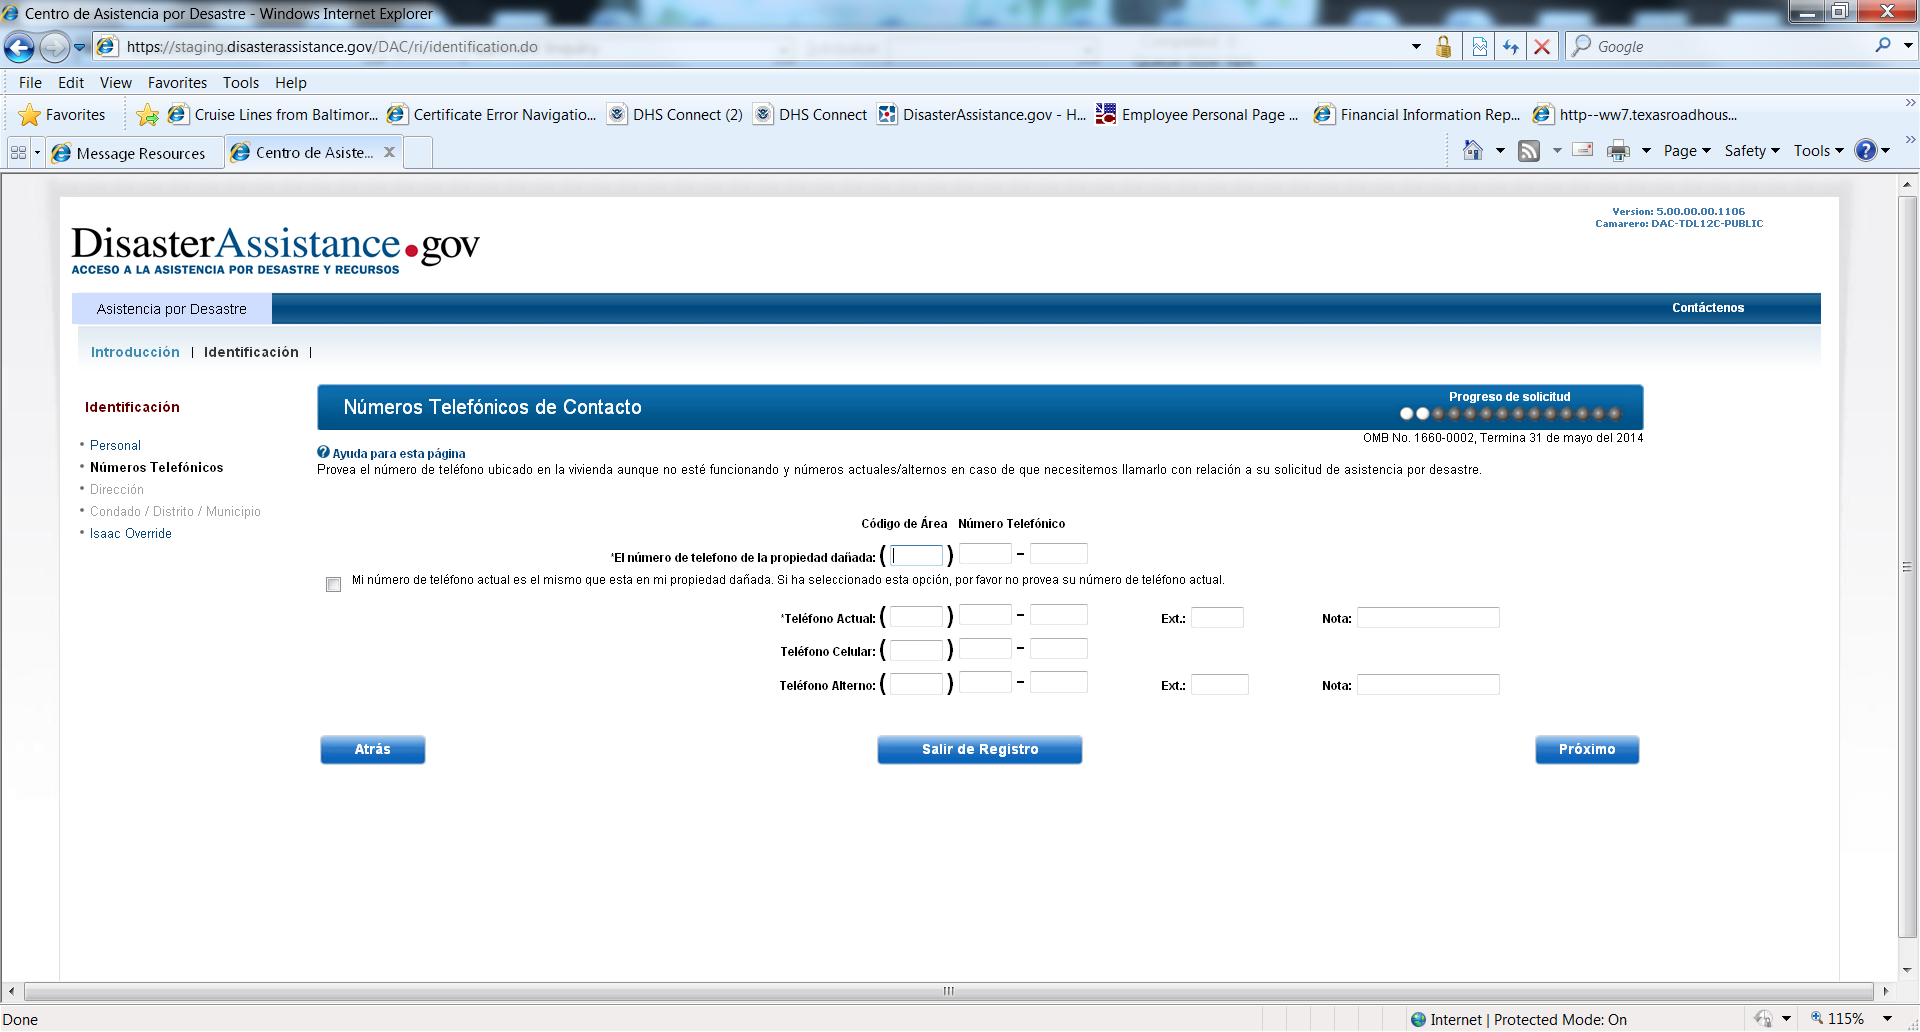 Centro de Asistencia por Desastre - Windows Internet Explorer
https://staging.disasterassistance.gov/DAC/ri/identification.do
Google
File Edit View Favorites Tools Help
Favorites Cruise Lines from Baltimor... Certificate Error Navigatio... DHS Connect (2) DHS Connect DisasterAssistance.gov - H... Employee Personal Page ... Financial Information Rep... http--ww7.texasroadhous...
Message Resources Centro de Asiste... Page Safety Tools
Version: 5.00.00.00.1106
Camarero: DAC-TDL12C-PUBLIC
DisasterAssistance.gov
ACCESO A LA ASISTENCIA POR DESASTRE Y RECURSOS
Asistencia por Desastre Contáctenos
Introducción | Identificación |
Identificación
Personal
Números Telefónicos
Dirección
Condado / Distrito / Municipio
Isaac Override
Números Telefónicos de Contacto
Progreso de solicitud
OMB No. 1660-0002, Termina 31 de mayo del 2014
Ayuda para esta página
Provea el número de teléfono ubicado en la vivienda aunque no esté funcionando y números actuales/alternos en caso de que necesitemos llamarlo con relación a su solicitud de asistencia por desastre.
Código de Área Número Telefónico
*El número de telefono de la propiedad dañada: ( ) -
Mi número de teléfono actual es el mismo que esta en mi propiedad dañada. Si ha seleccionado esta opción, por favor no provea su número de teléfono actual.
*Teléfono Actual: ( ) - Ext.: Nota:
Teléfono Celular: ( ) -
Teléfono Alterno: ( ) - Ext.: Nota:
Atrás Salir de Registro Próximo
Done Internet | Protected Mode: On 115%